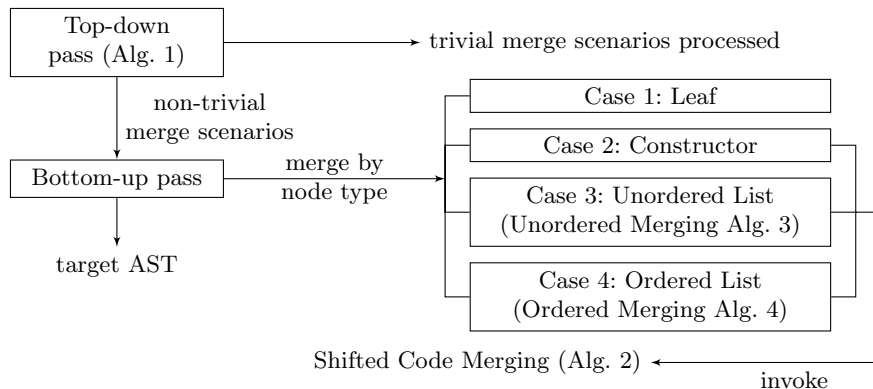 Top-down
pass (Alg. 1)
trivial merge scenarios processed
non-trivial
merge scenarios
Bottom-up pass
merge by
node type
target AST
Case 1: Leaf
Case 2: Constructor
Case 3: Unordered List
(Unordered Merging Alg. 3)
Case 4: Ordered List
(Ordered Merging Alg. 4)
Shifted Code Merging (Alg. 2)
invoke